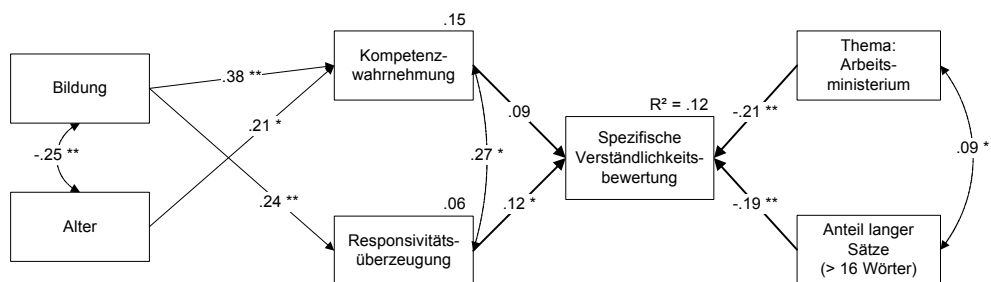 .15
Kompetenz-
wahrnehmung
Thema:
Arbeits-
ministerium
Bildung
.38 **
R² = .12
.09
-.21 **
.21 *
Spezifische
Verständlichkeits-
bewertung
-.25 **
.27 *
.09 *
.24 **
.06
.12 *
-.19 **
Alter
Responsivitäts-
überzeugung
Anteil langer
Sätze
(> 16 Wörter)